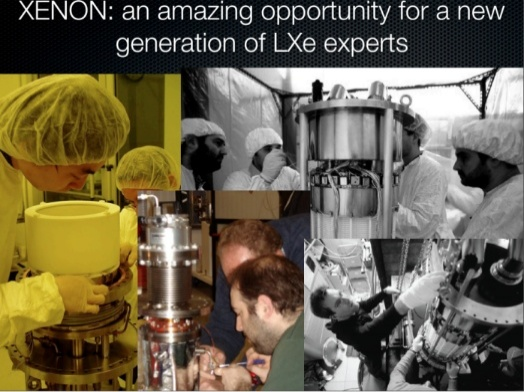 XENON: an amazing opportunity for a new
generation of LXe experts